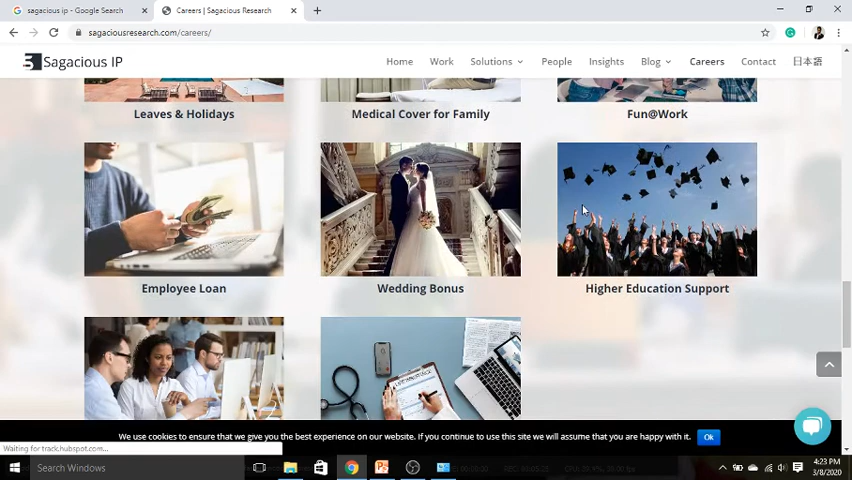 sagacious ip - Google Search
Careers | Sagacious Research
sagaciousresearch.com/careers/
Sagacious IP
Home Work Solutions People Insights Blog Careers Contact 日本語
Leaves & Holidays Medical Cover for Family Fun@Work
Employee Loan Wedding Bonus Higher Education Support
We use cookies to ensure that we give you the best experience on our website. If you continue to use this site we will assume that you are happy with it. Ok
Waiting for track.hubspot.com...
Search Windows
4:23 PM
3/8/2020